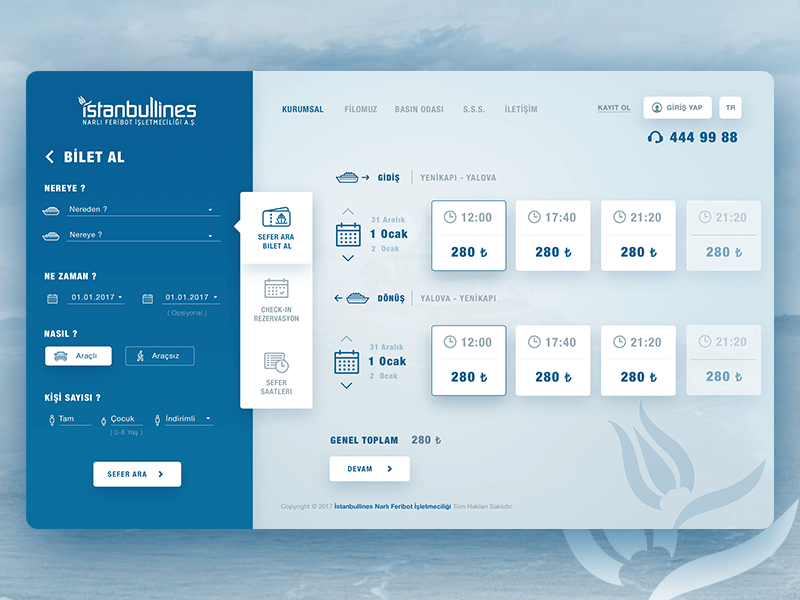 istanbullines
NARLI FERİBOT İŞLETMECİLİĞİ A.Ş.
BİLET AL
NEREYE ?
Nereden ?
Nereye ?
NE ZAMAN ?
01.01.2017
01.01.2017
( Opsiyonel )
NASIL ?
Araçlı
Araçsız
KİŞİ SAYISI ?
Tam
Çocuk
İndirimli
( 0-6 Yaş )
SEFER ARA
SEFER ARA
BİLET AL
CHECK-IN
REZERVASYON
SEFER
SAATLERİ
KURUMSAL
FİLOMUZ
BASIN ODASI
S.S.S.
İLETİŞİM
KAYIT OL
GİRİŞ YAP
TR
444 99 88
GİDİŞ
YENİKAPI - YALOVA
31 Aralık
1 Ocak
2 Ocak
12:00
280 ₺
17:40
280 ₺
21:20
280 ₺
21:20
280 ₺
DÖNÜŞ
YALOVA - YENİKAPI
31 Aralık
1 Ocak
2 Ocak
12:00
280 ₺
17:40
280 ₺
21:20
280 ₺
21:20
280 ₺
GENEL TOPLAM 280 ₺
DEVAM
Copyright © 2017 İstanbullines Narlı Feribot İşletmeciliği Tüm Hakları Saklıdır.